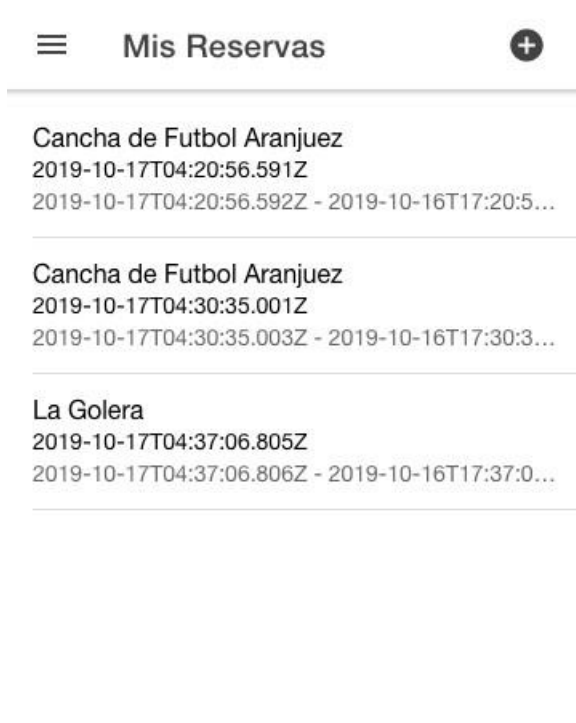 Mis Reservas
Cancha de Futbol Aranjuez
2019-10-17T04:20:56.591Z
2019-10-17T04:20:56.592Z - 2019-10-16T17:20:5...
Cancha de Futbol Aranjuez
2019-10-17T04:30:35.001Z
2019-10-17T04:30:35.003Z - 2019-10-16T17:30:3...
La Golera
2019-10-17T04:37:06.805Z
2019-10-17T04:37:06.806Z - 2019-10-16T17:37:0...